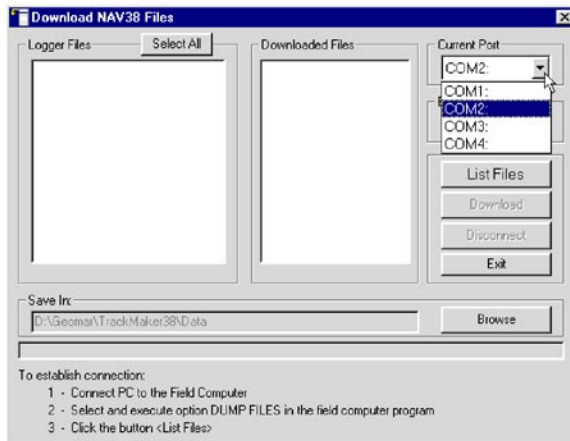 Download NAV38 Files
Logger Files
Select All
Downloaded Files
Current Port
COM2:
COM1:
COM2:
COM3:
COM4:
List Files
Download
Disconnect
Exit
Save In:
D:\Geomar\TrackMaker38\Data
Browse
To establish connection:
1 - Connect PC to the Field Computer
2 - Select and execute option DUMP FILES in the field computer program
3 - Click the button <List Files>